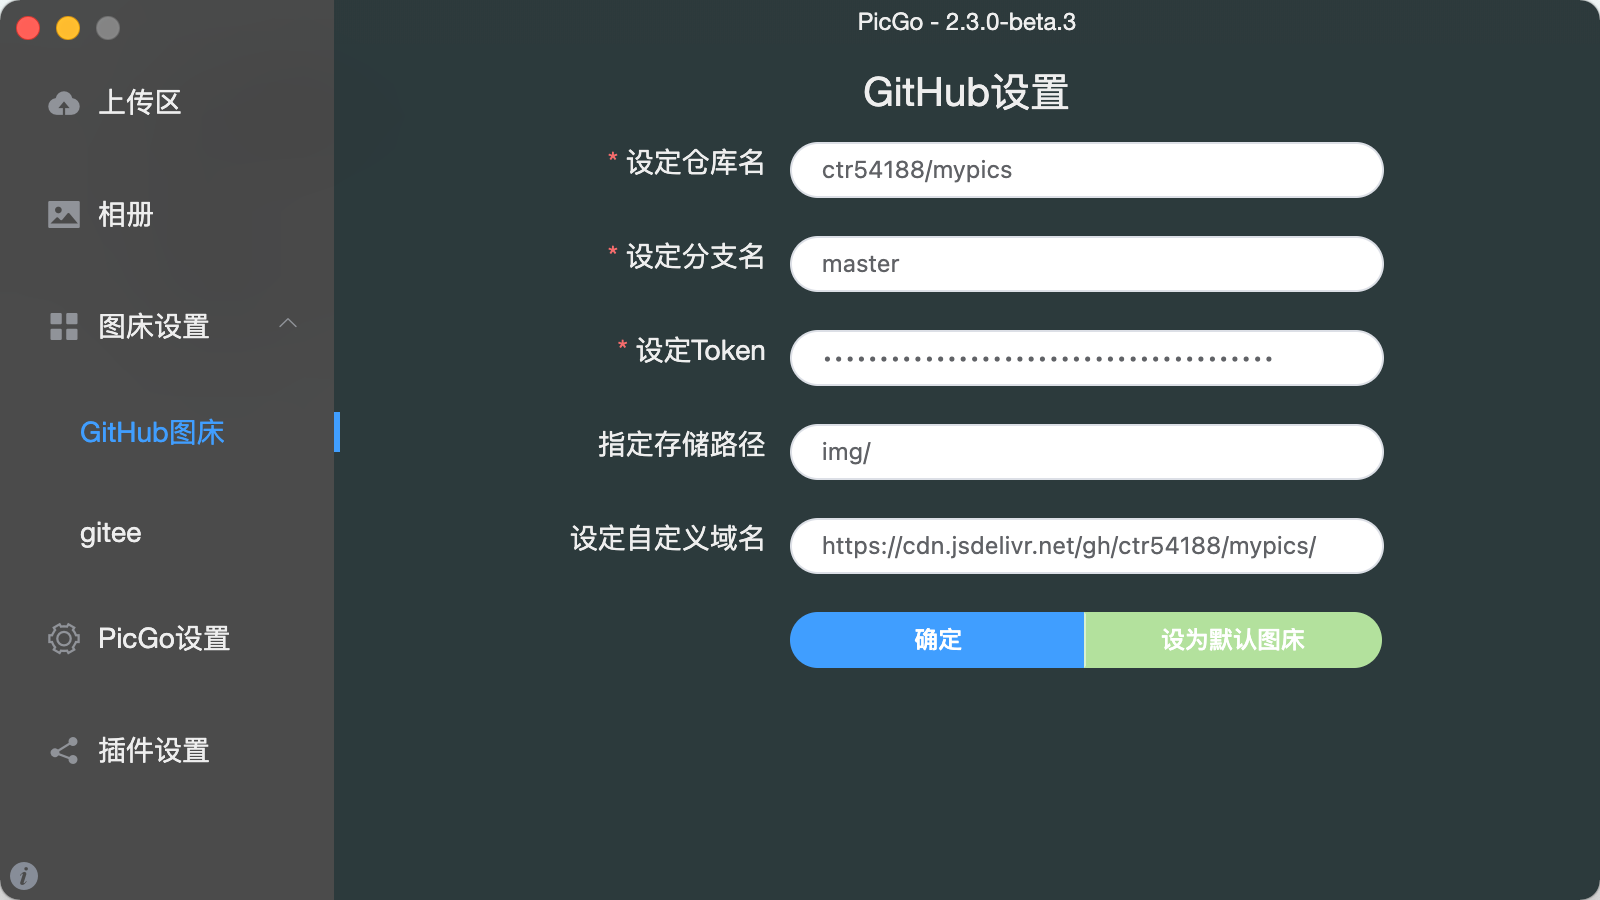 PicGo - 2.3.0-beta.3
上传区
相册
图床设置
GitHub图床
gitee
PicGo设置
插件设置
GitHub设置
* 设定仓库名
ctr54188/mypics
* 设定分支名
master
* 设定Token
••••••••••••••••••••••••••••••••••••••••
指定存储路径
img/
设定自定义域名
https://cdn.jsdelivr.net/gh/ctr54188/mypics/
确定
设为默认图床